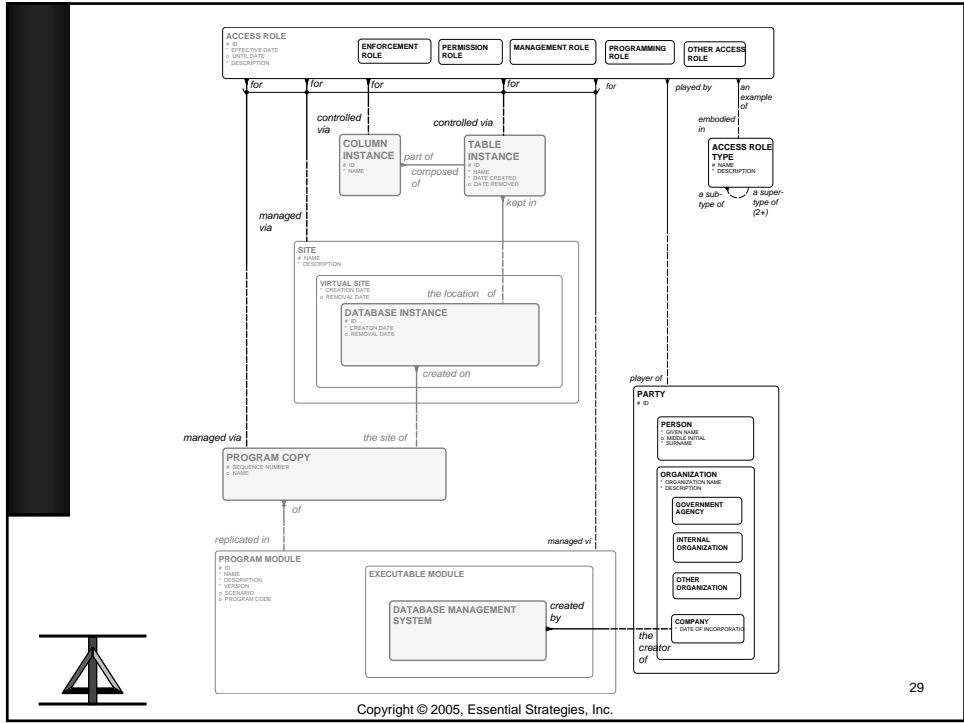 ACCESS ROLE
# ID
* EFFECTIVE DATE
o UNTIL DATE
* DESCRIPTION
ENFORCEMENT
ROLE
PERMISSION
ROLE
MANAGEMENT ROLE
PROGRAMMING
ROLE
OTHER ACCESS
ROLE
for
for
for
for
for
played by
an
example
of
controlled
via
controlled via
embodied
in
COLUMN
INSTANCE
# ID
* NAME
part of
composed
of
TABLE
INSTANCE
# ID
* NAME
* DATE CREATED
o DATE REMOVED
ACCESS ROLE
TYPE
# NAME
* DESCRIPTION
a sub-
type of
a super-
type of
(2+)
kept in
managed
via
SITE
# NAME
* DESCRIPTION
VIRTUAL SITE
* CREATION DATE
o REMOVAL DATE
the location of
DATABASE INSTANCE
# ID
* CREATON DATE
o REMOVAL DATE
created on
player of
PARTY
# ID
PERSON
* GIVEN NAME
o MIDDLE INITIAL
* SURNAME
managed via
the site of
PROGRAM COPY
# SEQUENCE NUMBER
o NAME
ORGANIZATION
* ORGANIZATION NAME
* DESCRIPTION
GOVERNMENT
AGENCY
of
INTERNAL
ORGANIZATION
replicated in
managed vi
PROGRAM MODULE
# ID
* NAME
* DESCRIPTION
* VERSION
o SCENARIO
o PROGRAM CODE
EXECUTABLE MODULE
OTHER
ORGANIZATION
DATABASE MANAGEMENT
SYSTEM
created
by
COMPANY
* DATE OF INCORPORATIO
the
creator
of
29
Copyright © 2005, Essential Strategies, Inc.